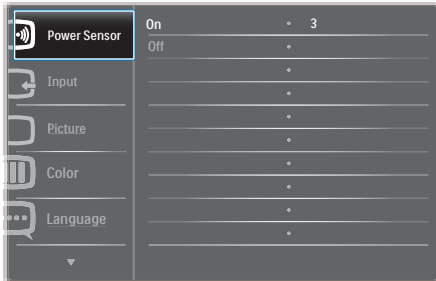 Power Sensor
On 3
Off
Input
Picture
Color
Language